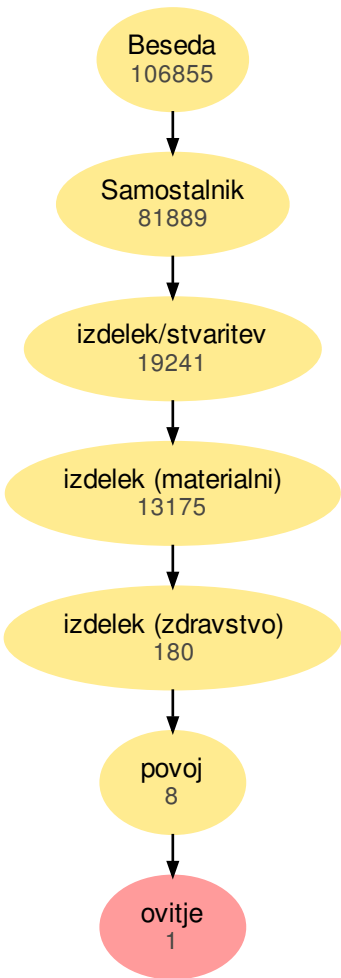 Beseda
106855
Samostalnik
81889
izdelek/stvaritev
19241
izdelek (materialni)
13175
izdelek (zdravstvo)
180
povoj
8
ovitje
1